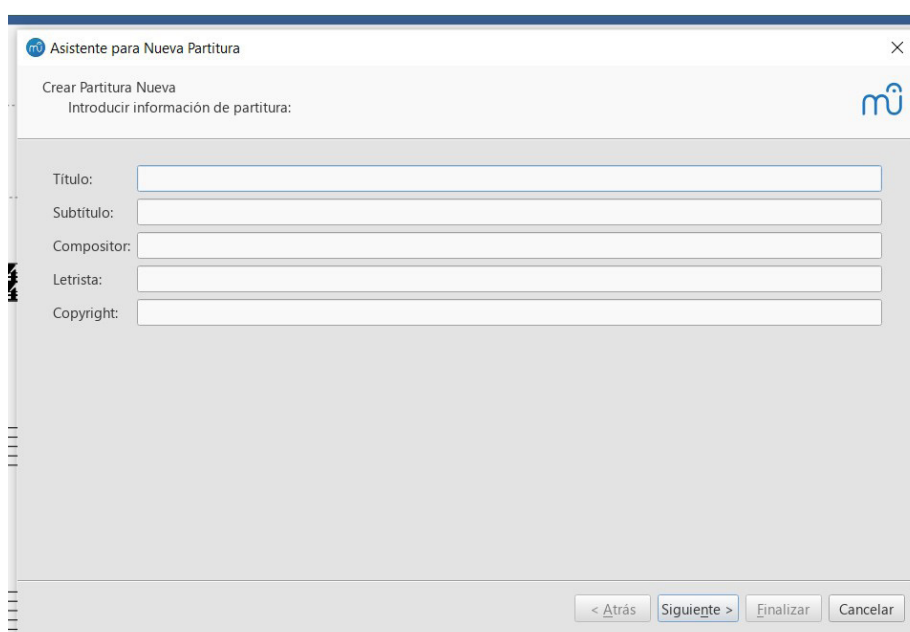 Asistente para Nueva Partitura
Crear Partitura Nueva
Introducir información de partitura:
Título:
Subtítulo:
Compositor:
Letrista:
Copyright:
< Atrás Siguiente > Finalizar Cancelar